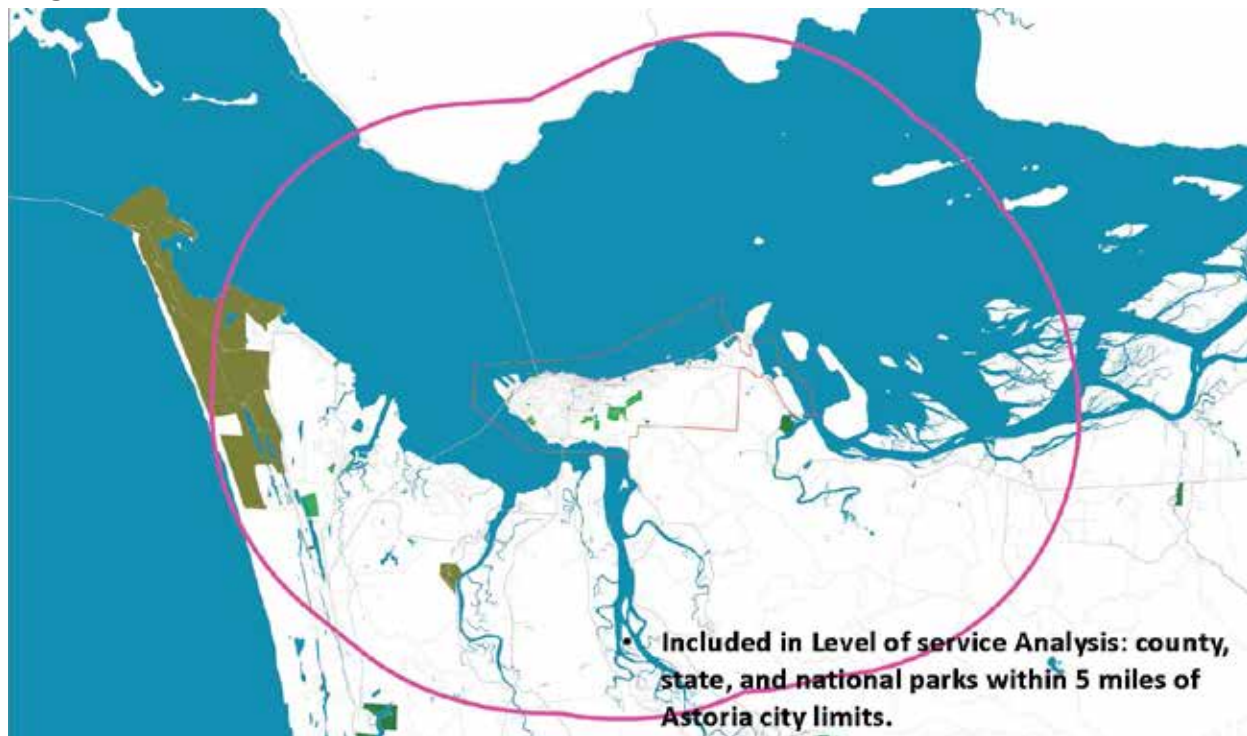 • Included in Level of service Analysis: county,
state, and national parks within 5 miles of
Astoria city limits.